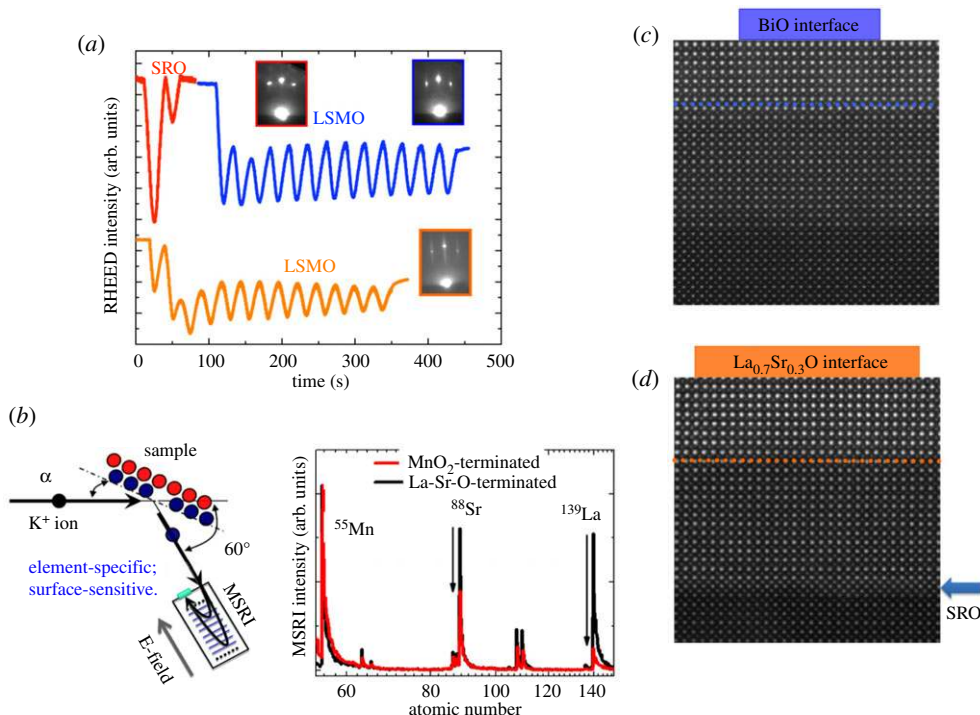 (a)
SRO
LSMO
LSMO
RHEED intensity (arb. units)
0 100 200 300 400 500
time (s)
(b)
sample
α
K⁺ ion
60°
element-specific;
surface-sensitive.
MSRI
E-field
MnO₂-terminated
La-Sr-O-terminated
⁵⁵Mn
⁸⁸Sr
¹³⁹La
MSRI intensity (arb. units)
60 80 100 120 140
atomic number
(c)
BiO interface
(d)
La₀.₇Sr₀.₃O interface
SRO